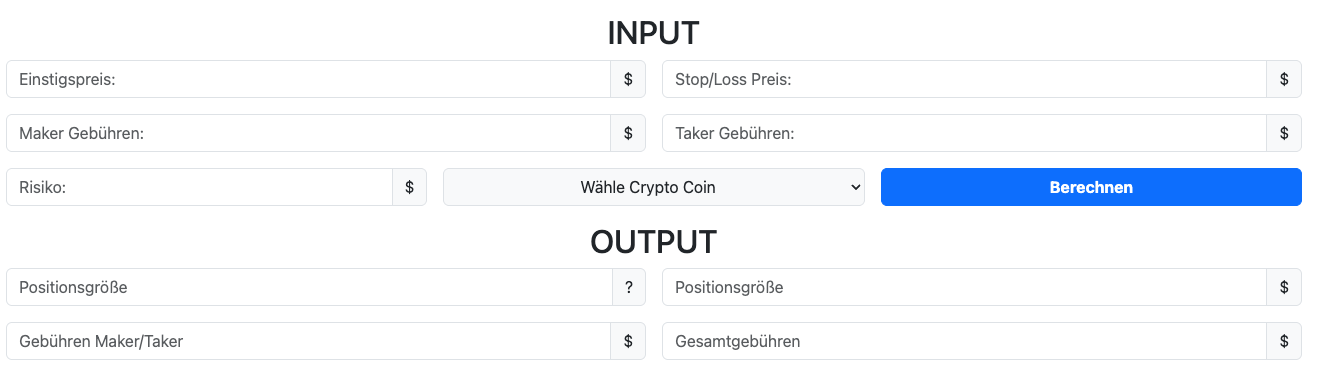 INPUT
Einstigspreis: $ Stop/Loss Preis: $
Maker Gebühren: $ Taker Gebühren: $
Risiko: $ Wähle Crypto Coin Berechnen
OUTPUT
Positionsgröße ? Positionsgröße $
Gebühren Maker/Taker $ Gesamtgebühren $